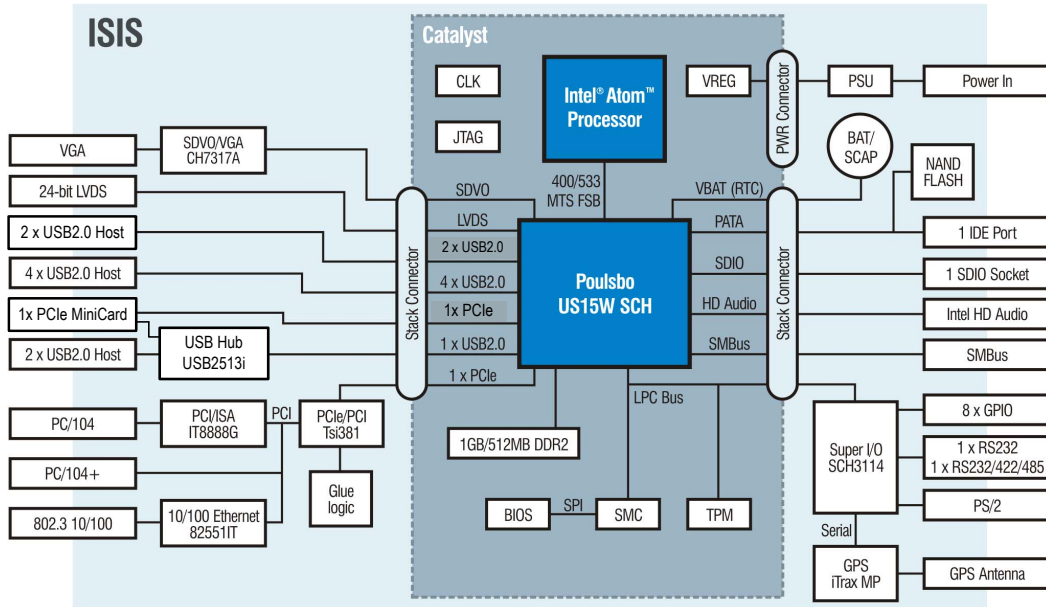 ISIS
Catalyst
CLK
JTAG
Intel® Atom™
Processor
VREG
PWR Connector
PSU
Power In
BAT/
SCAP
NAND
FLASH
VGA
SDVO/VGA
CH7317A
24-bit LVDS
2 x USB2.0 Host
4 x USB2.0 Host
1x PCIe MiniCard
2 x USB2.0 Host
USB Hub
USB2513i
Stack Connector
SDVO
LVDS
2 x USB2.0
4 x USB2.0
1x PCIe
1 x USB2.0
1 x PCIe
400/533
MTS FSB
Poulsbo
US15W SCH
VBAT (RTC)
PATA
SDIO
HD Audio
SMBus
LPC Bus
Stack Connector
1 IDE Port
1 SDIO Socket
Intel HD Audio
SMBus
PC/104
PCI/ISA
IT8888G
PCI
PCIe/PCI
Tsi381
PC/104+
Glue
logic
802.3 10/100
10/100 Ethernet
82551IT
1GB/512MB DDR2
BIOS
SPI
SMC
TPM
Super I/O
SCH3114
8 x GPIO
1 x RS232
1 x RS232/422/485
PS/2
Serial
GPS
iTrax MP
GPS Antenna